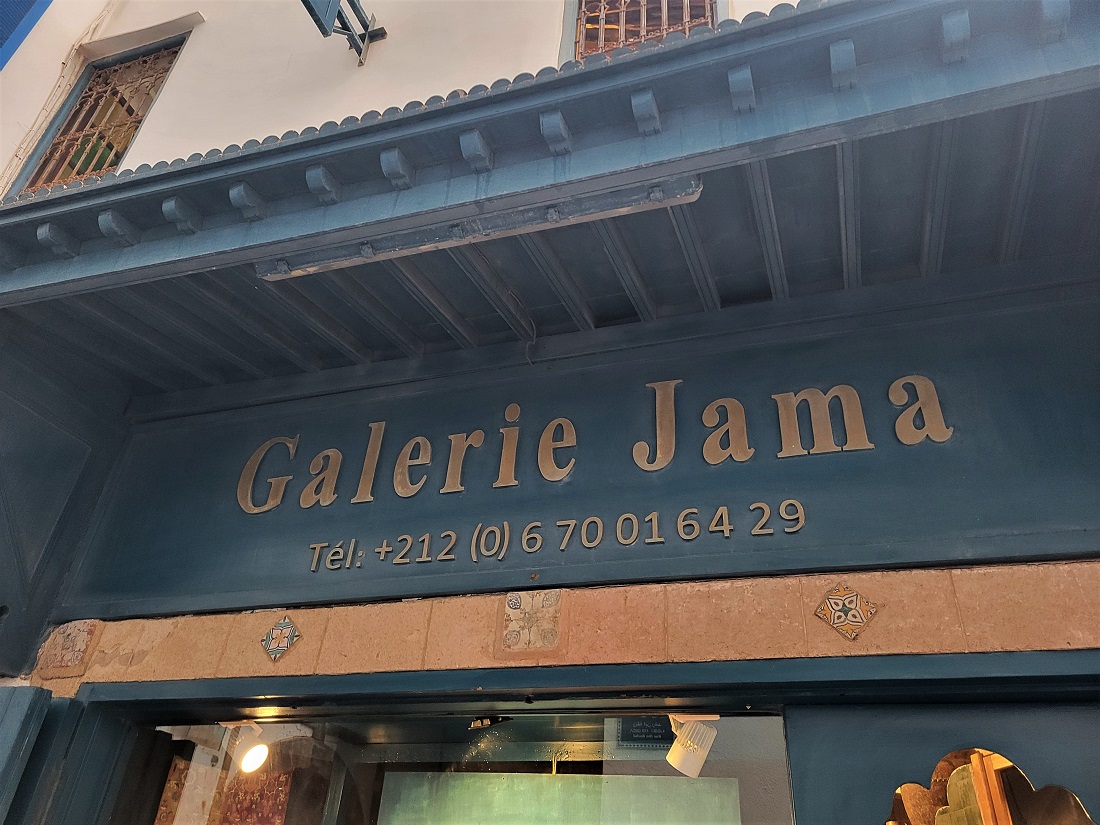 Galerie Jama
Tél: +212 (0) 6 70 01 64 29